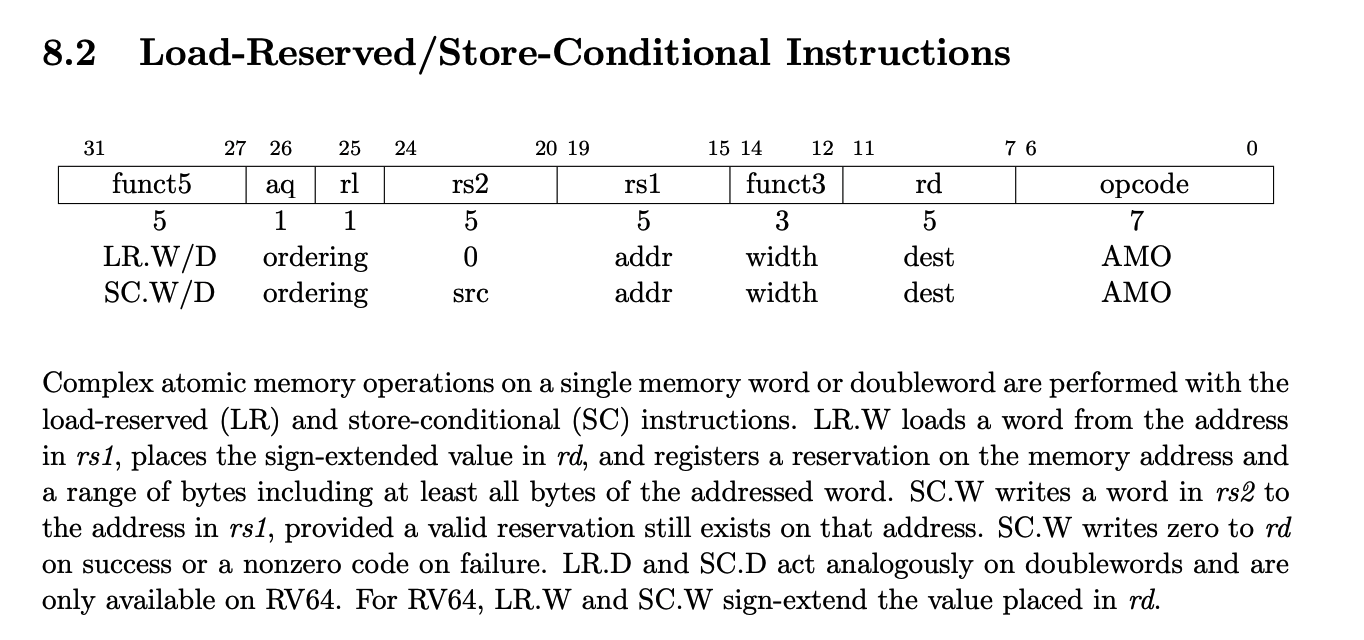 8.2 Load-Reserved/Store-Conditional Instructions
31 27 26 25 24 20 19 15 14 12 11 7 6 0
funct5 aq rl rs2 rs1 funct3 rd opcode
5 1 1 5 5 3 5 7
LR.W/D ordering 0 addr width dest AMO
SC.W/D ordering src addr width dest AMO
Complex atomic memory operations on a single memory word or doubleword are performed with the
load-reserved (LR) and store-conditional (SC) instructions. LR.W loads a word from the address
in rs1, places the sign-extended value in rd, and registers a reservation on the memory address and
a range of bytes including at least all bytes of the addressed word. SC.W writes a word in rs2 to
the address in rs1, provided a valid reservation still exists on that address. SC.W writes zero to rd
on success or a nonzero code on failure. LR.D and SC.D act analogously on doublewords and are
only available on RV64. For RV64, LR.W and SC.W sign-extend the value placed in rd.